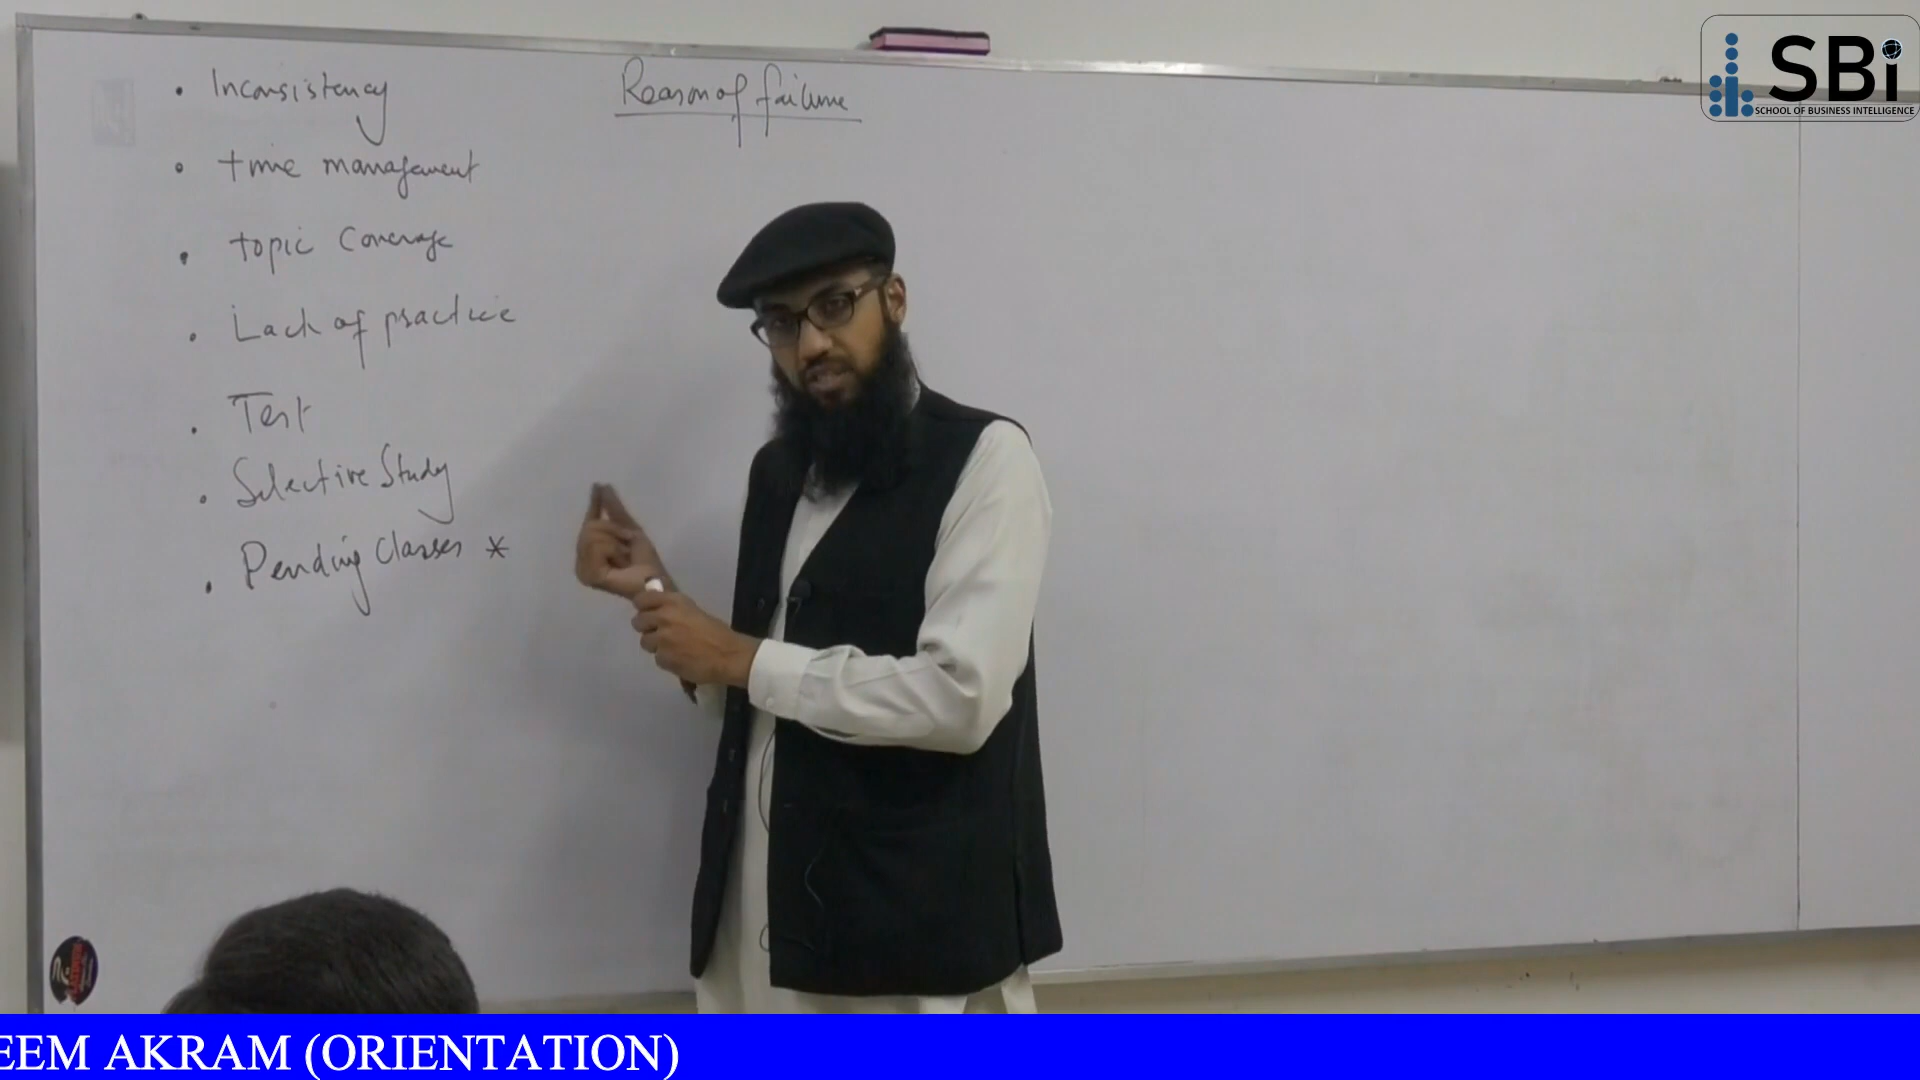 Reason of failure
• Inconsistency
• time management
• topic Coverage
• Lack of practice
• Test
• Selective Study
• Pending Classes *
SBi
SCHOOL OF BUSINESS INTELLIGENCE
EEM AKRAM (ORIENTATION)